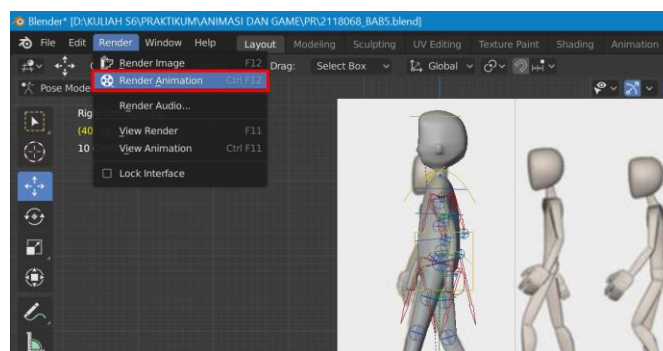 Blender* [D:\KULIAH S6\PRAKTIKUM\ANIMASI DAN GAME\PR\2118068_BAB5.blend]
File Edit Render Window Help Layout Modeling Sculpting UV Editing Texture Paint Shading Animation
Render Image F12 Drag: Select Box Global
Pose Mode Render Animation Ctrl F12
Render Audio...
(40
View Render F11
10 View Animation Ctrl F11
Lock Interface